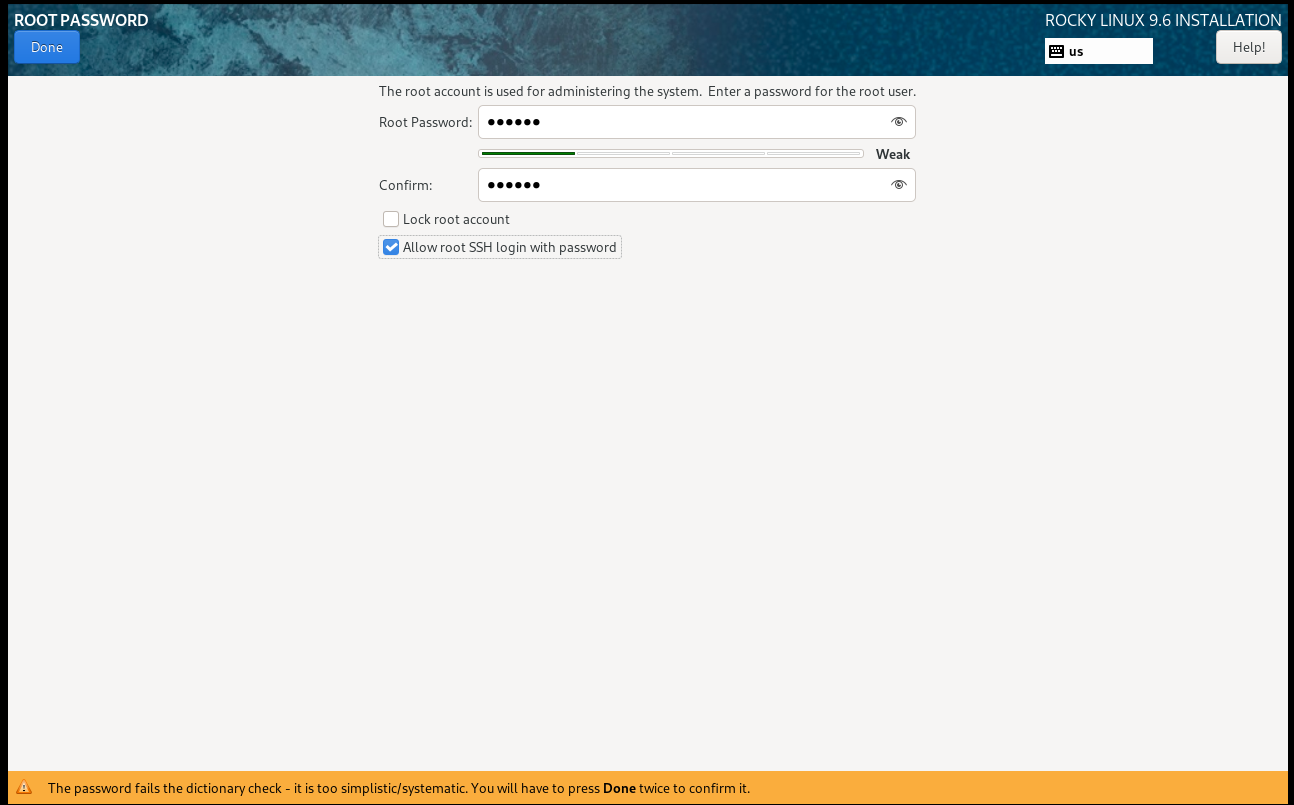 ROOT PASSWORD
ROCKY LINUX 9.6 INSTALLATION
Done
us
Help!
The root account is used for administering the system.  Enter a password for the root user.
Root Password: ●●●●●●
Weak
Confirm: ●●●●●●
Lock root account
Allow root SSH login with password
The password fails the dictionary check - it is too simplistic/systematic. You will have to press Done twice to confirm it.